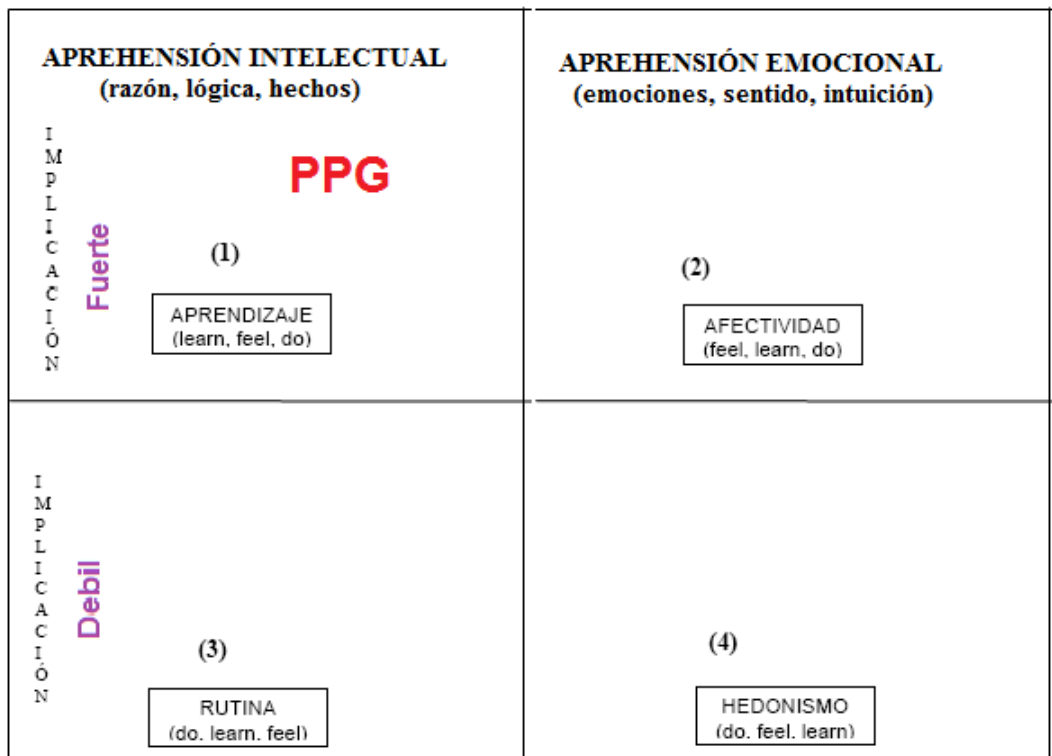 APREHENSIÓN INTELECTUAL
(razón, lógica, hechos)
IMPLICACIÓN
Fuerte
PPG
(1)
APRENDIZAJE
(learn, feel, do)
APREHENSIÓN EMOCIONAL
(emociones, sentido, intuición)
(2)
AFECTIVIDAD
(feel, learn, do)
IMPLICACIÓN
Debil
(3)
RUTINA
(do. learn. feel)
(4)
HEDONISMO
(do. feel. learn)